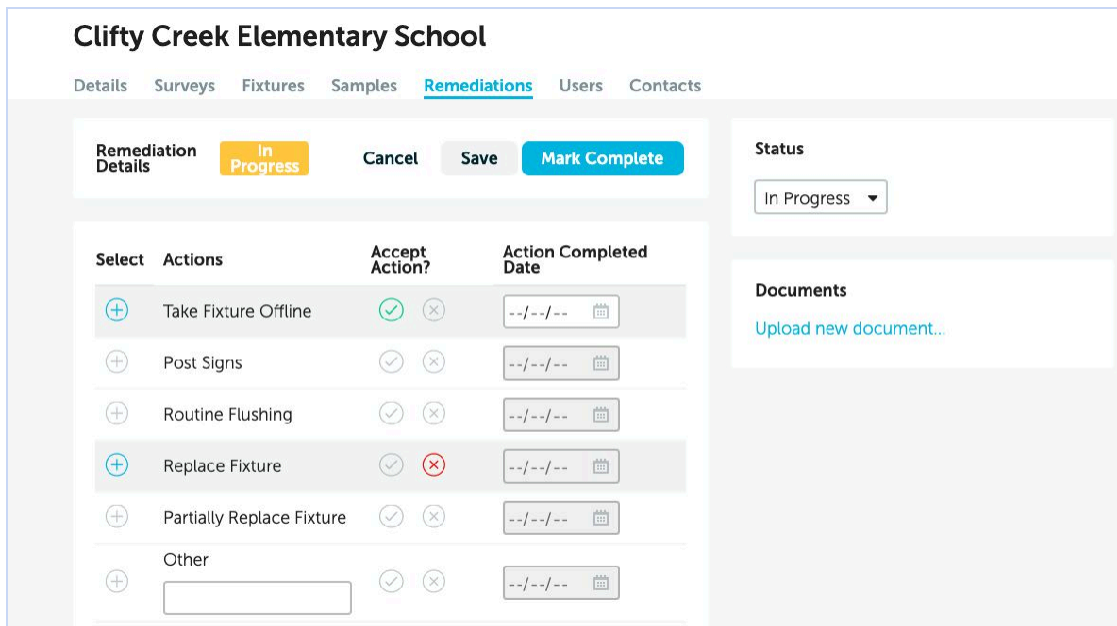 Clifty Creek Elementary School
Details Surveys Fixtures Samples Remediations Users Contacts
Remediation
Details
In
Progress
Cancel Save Mark Complete
Status
In Progress
Select Actions Accept
Action? Action Completed
Date
Take Fixture Offline --/--/--
Post Signs --/--/--
Routine Flushing --/--/--
Replace Fixture --/--/--
Partially Replace Fixture --/--/--
Other
--/--/--
Documents
Upload new document...